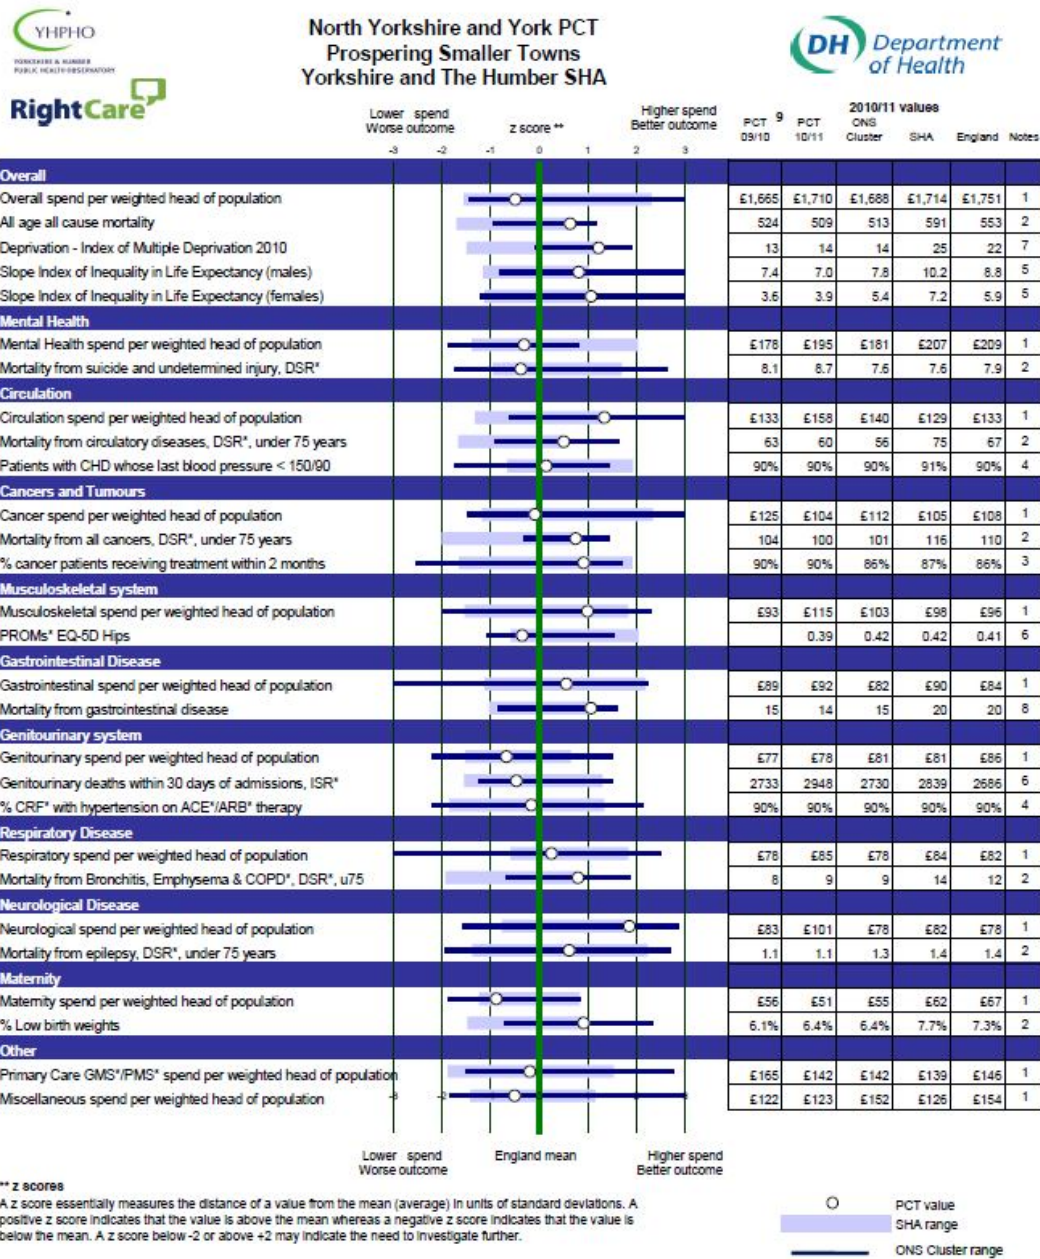 YHPHO
YORKSHIRE & HUMBER
PUBLIC HEALTH OBSERVATORY
RightCare
North Yorkshire and York PCT
Prospering Smaller Towns
Yorkshire and The Humber SHA
DH Department
of Health
Lower spend
Worse outcome
z score **
Higher spend
Better outcome
2010/11 values
PCT 9 PCT ONS
09/10 10/11 Cluster SHA England Notes
-3 -2 -1 0 1 2 3
Overall
Overall spend per weighted head of population £1,665 £1,710 £1,688 £1,714 £1,751 1
All age all cause mortality 524 509 513 591 553 2
Deprivation - Index of Multiple Deprivation 2010 13 14 14 25 22 7
Slope Index of Inequality in Life Expectancy (males) 7.4 7.0 7.8 10.2 8.8 5
Slope Index of Inequality in Life Expectancy (females) 3.6 3.9 5.4 7.2 5.9 5
Mental Health
Mental Health spend per weighted head of population £178 £195 £181 £207 £209 1
Mortality from suicide and undetermined injury, DSR* 8.1 8.7 7.6 7.6 7.9 2
Circulation
Circulation spend per weighted head of population £133 £158 £140 £129 £133 1
Mortality from circulatory diseases, DSR*, under 75 years 63 60 56 75 67 2
Patients with CHD whose last blood pressure < 150/90 90% 90% 90% 91% 90% 4
Cancers and Tumours
Cancer spend per weighted head of population £125 £104 £112 £105 £108 1
Mortality from all cancers, DSR*, under 75 years 104 100 101 116 110 2
% cancer patients receiving treatment within 2 months 90% 90% 86% 87% 86% 3
Musculoskeletal system
Musculoskeletal spend per weighted head of population £93 £115 £103 £98 £96 1
PROMs* EQ-5D Hips 0.39 0.42 0.42 0.41 6
Gastrointestinal Disease
Gastrointestinal spend per weighted head of population £89 £92 £82 £90 £84 1
Mortality from gastrointestinal disease 15 14 15 20 20 8
Genitourinary system
Genitourinary spend per weighted head of population £77 £78 £81 £81 £86 1
Genitourinary deaths within 30 days of admissions, ISR* 2733 2948 2730 2839 2686 6
% CRF* with hypertension on ACE*/ARB* therapy 90% 90% 90% 90% 90% 4
Respiratory Disease
Respiratory spend per weighted head of population £78 £85 £78 £84 £82 1
Mortality from Bronchitis, Emphysema & COPD*, DSR*, u75 8 9 9 14 12 2
Neurological Disease
Neurological spend per weighted head of population £83 £101 £78 £82 £78 1
Mortality from epilepsy, DSR*, under 75 years 1.1 1.1 1.3 1.4 1.4 2
Maternity
Maternity spend per weighted head of population £56 £51 £55 £62 £67 1
% Low birth weights 6.1% 6.4% 6.4% 7.7% 7.3% 2
Other
Primary Care GMS*/PMS* spend per weighted head of population £165 £142 £142 £139 £146 1
Miscellaneous spend per weighted head of population £122 £123 £152 £126 £154 1
Lower spend
Worse outcome
England mean
Higher spend
Better outcome
** z scores
A z score essentially measures the distance of a value from the mean (average) in units of standard deviations. A
positive z score indicates that the value is above the mean whereas a negative z score indicates that the value is
below the mean. A z score below -2 or above +2 may indicate the need to investigate further.
PCT value
SHA range
ONS Cluster range